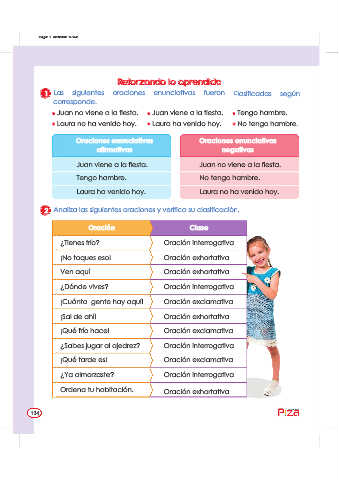 Reforzando lo aprendido
1. Las siguientes oraciones enunciativas fueron clasificadas según
corresponde.
Juan no viene a la fiesta. Juan viene a la fiesta. Tengo hambre.
Laura no ha venido hoy. Laura ha venido hoy. No tengo hambre.
Oraciones enunciativas
afirmativas
Juan viene a la fiesta.
Tengo hambre.
Laura ha venido hoy.
Oraciones enunciativas
negativas
Juan no viene a la fiesta.
No tengo hambre.
Laura no ha venido hoy.
2. Analiza las siguientes oraciones y verifica su clasificación.
Oración Clase
¿Tienes frío? Oración interrogativa
¡No toques eso! Oración exhortativa
Ven aquí Oración exhortativa
¿Dónde vives? Oración interrogativa
¡Cuánta gente hay aquí! Oración exclamativa
¡Sal de ahí! Oración exhortativa
¡Qué frío hace! Oración exclamativa
¿Sabes jugar al ajedrez? Oración interrogativa
¡Qué tarde es! Oración exclamativa
¿Ya almorzaste? Oración interrogativa
Ordena tu habitación. Oración exhortativa
134